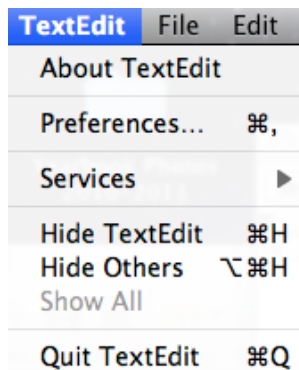 TextEdit File Edit
About TextEdit
Preferences... ⌘,
Services ▶
Hide TextEdit ⌘H
Hide Others ⌥⌘H
Show All
Quit TextEdit ⌘Q